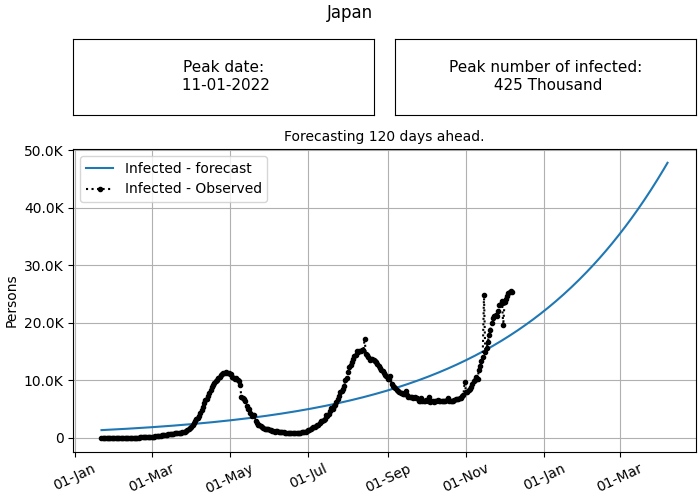 Japan
Peak date:
11-01-2022
Peak number of infected:
425 Thousand
Forecasting 120 days ahead.
50.0K
40.0K
30.0K
20.0K
10.0K
0
Persons
Infected - forecast
Infected - Observed
01-Jan
01-Mar
01-May
01-Jul
01-Sep
01-Nov
01-Jan
01-Mar